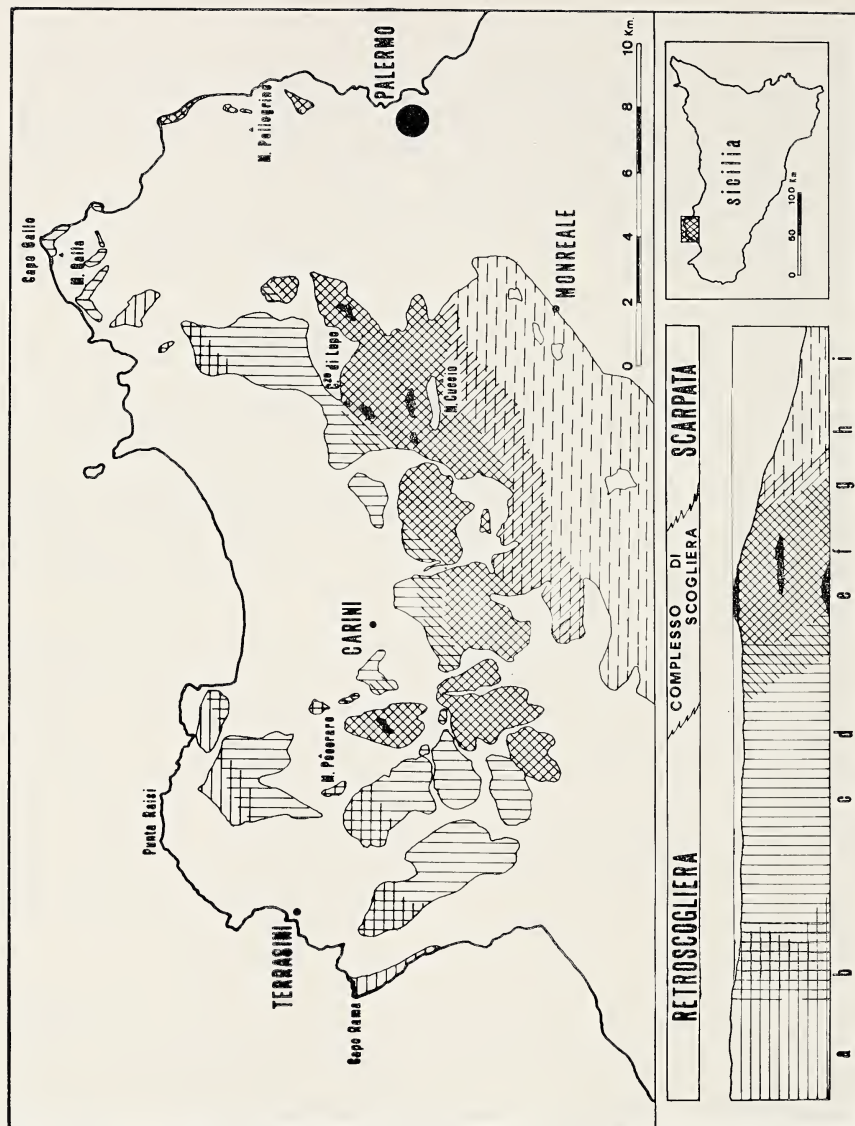 Capo Gallo
M. Gallo
M. Pellegrino
PALERMO
Punta Raisi
TERRASINI
Capo Rama
M. Pecoraro
CARINI
Czo di Lupo
M. Cuccio
MONREALE
0 2 4 6 8 10 Km.
RETROSCOGLIERA
COMPLESSO DI
SCOGLIERA
SCARPATA
a b c d e f g h i
sicilia
0 50 100 Km